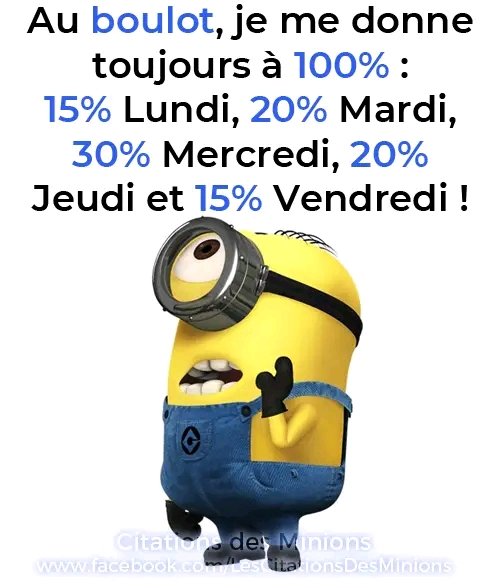 Au boulot, je me donne
toujours à 100% :
15% Lundi, 20% Mardi,
30% Mercredi, 20%
Jeudi et 15% Vendredi !
Citations des Minions
www.facebook.com/LesCitationsDesMinions